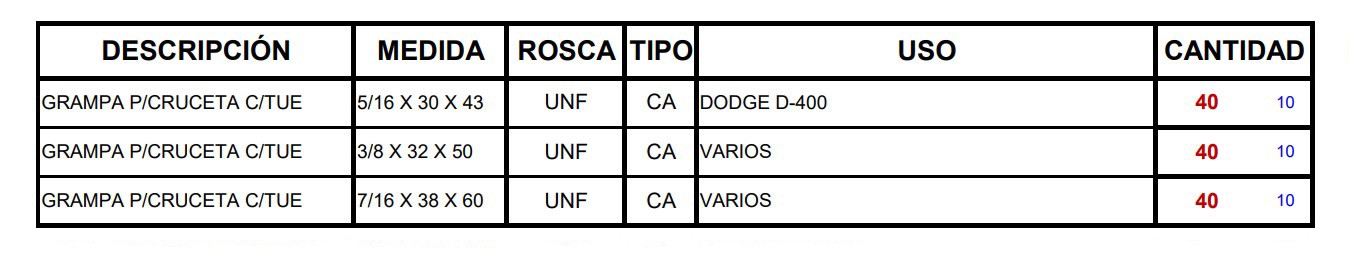 DESCRIPCIÓN MEDIDA ROSCA TIPO USO CANTIDAD
GRAMPA P/CRUCETA C/TUE 5/16 X 30 X 43 UNF CA DODGE D-400 40 10
GRAMPA P/CRUCETA C/TUE 3/8 X 32 X 50 UNF CA VARIOS 40 10
GRAMPA P/CRUCETA C/TUE 7/16 X 38 X 60 UNF CA VARIOS 40 10